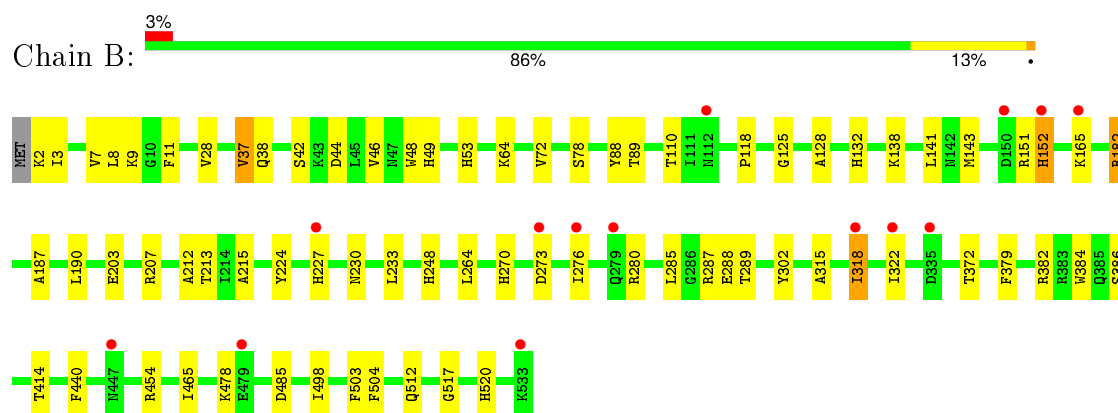 3%
Chain B:
86% 13% •
MET K2 I3 V7 L8 K9 G10 F11 V28 V37 Q38 S42 K43 D44 L45 V46 N47 W48 H49 H53 K64 V72 S78 Y88 T89 T110 I111 N112 P118 G125 A128 H132 K138 L141 N142 M143 D150 R151 H152 K165 R182
A187 L190 E203 R207 A212 T213 I214 A215 Y224 H227 N230 L233 H248 L264 H270 D273 I276 Q279 R280 L285 G286 R287 E288 T289 Y302 A315 I318 I322 D335 T372 F379 R382 R383 W384 Q385 S386
T414 F440 N447 R454 I465 K478 E479 D485 I498 F503 F504 Q512 G517 H520 K533